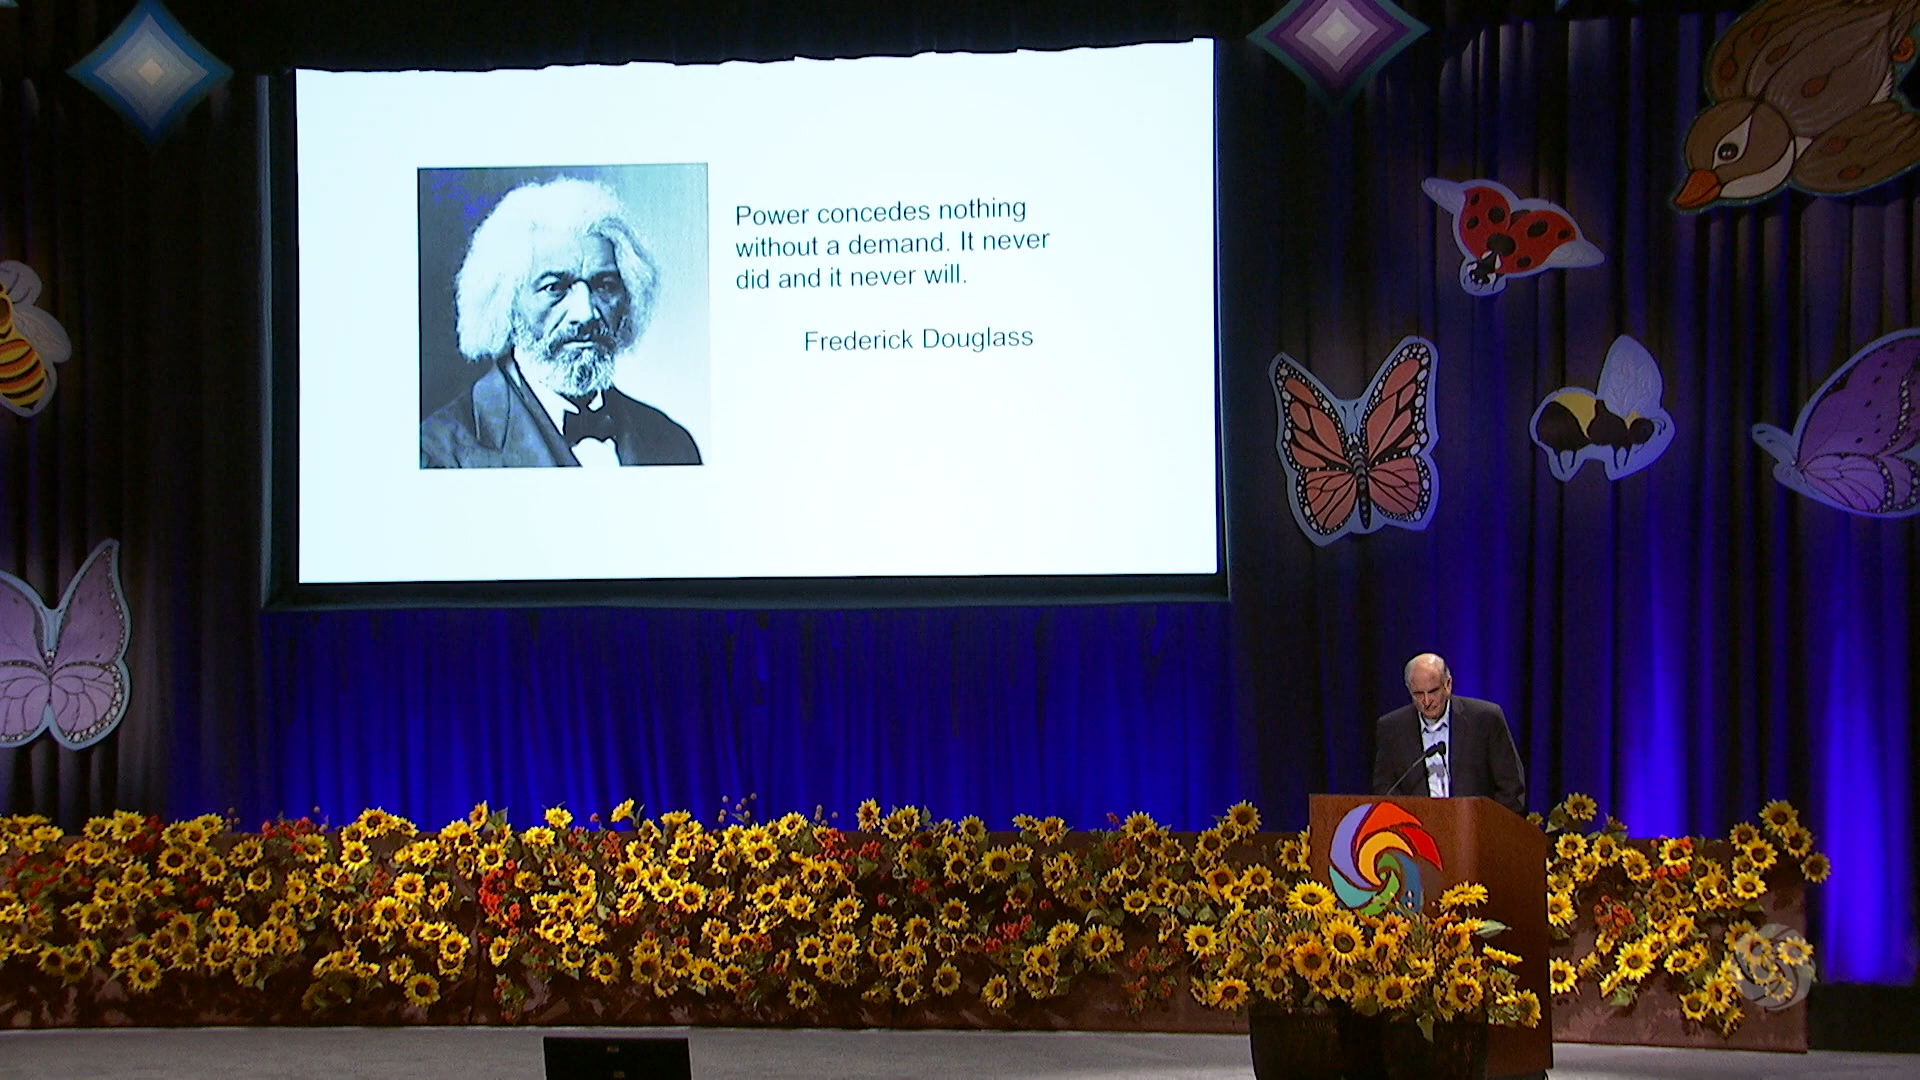 Power concedes nothing
without a demand. It never
did and it never will.
Frederick Douglass